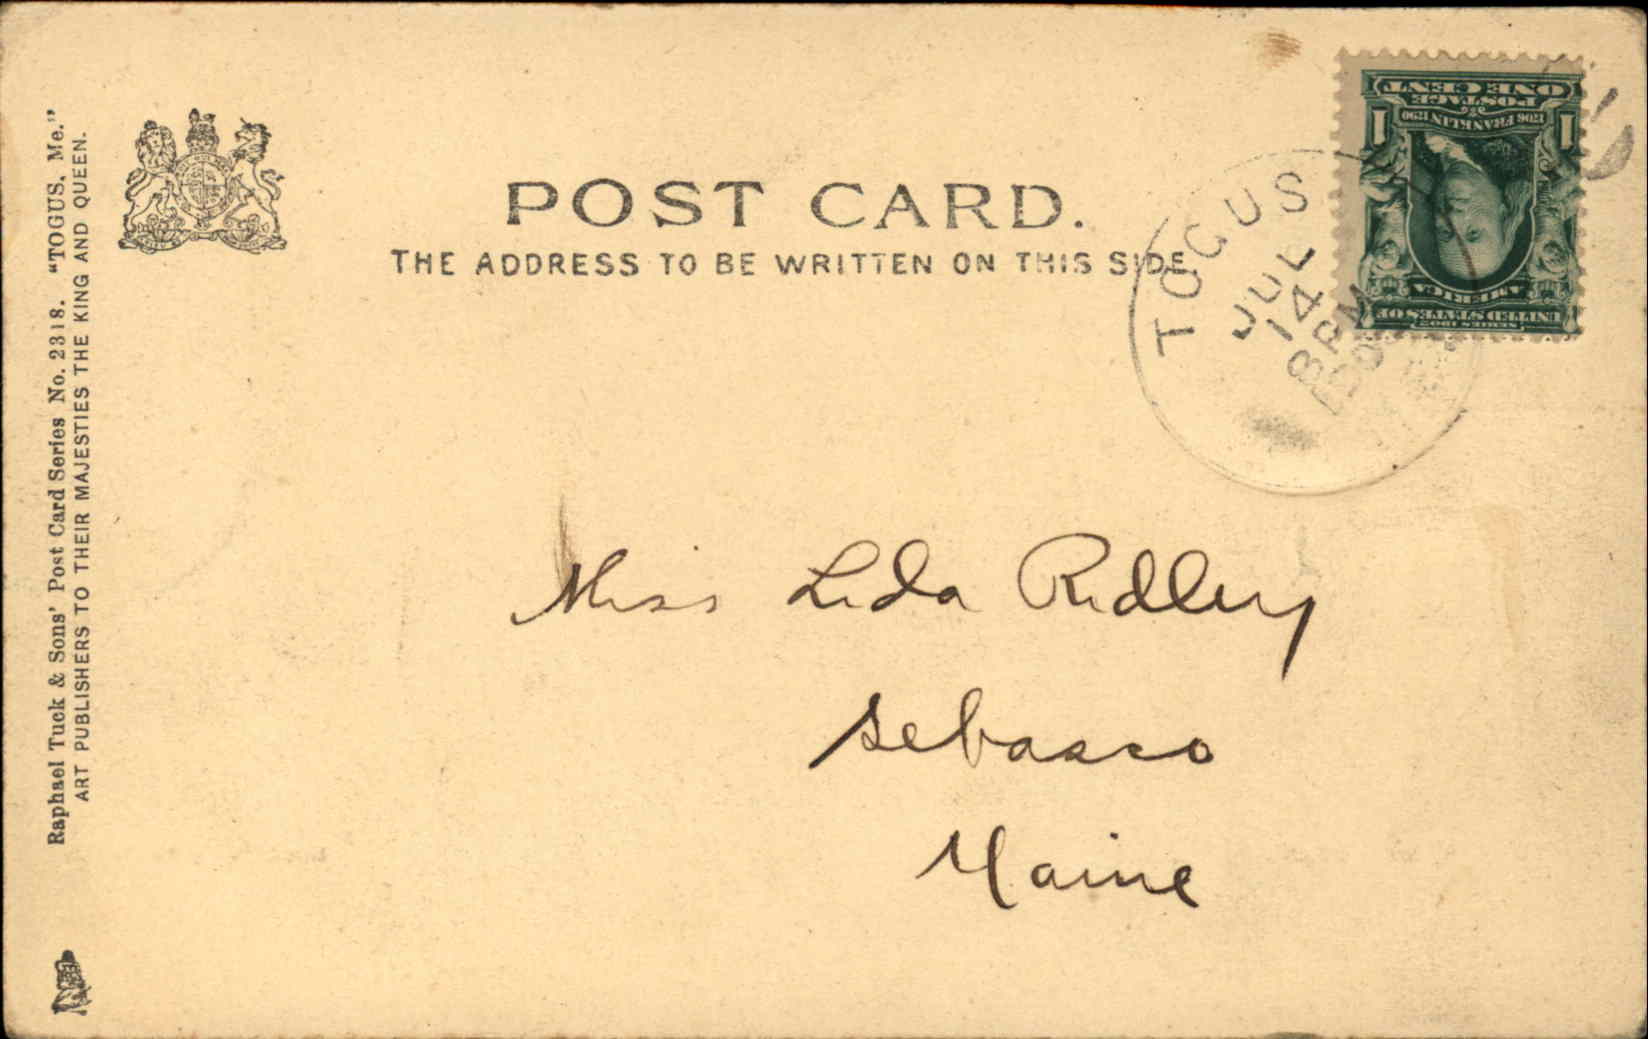 POST CARD.
THE ADDRESS TO BE WRITTEN ON THIS SIDE
Raphael Tuck & Sons' Post Card Series No. 2318. "TOGUS, Me."
ART PUBLISHERS TO THEIR MAJESTIES THE KING AND QUEEN.
POSTAGE
ONE CENT
1706 FRANKLIN 1790
1 1
SERIES 1902
UNITED STATES OF
AMERICA
TOGUS
JUL
14
8 PM
Miss Lida Ridley
Sebasco
Maine